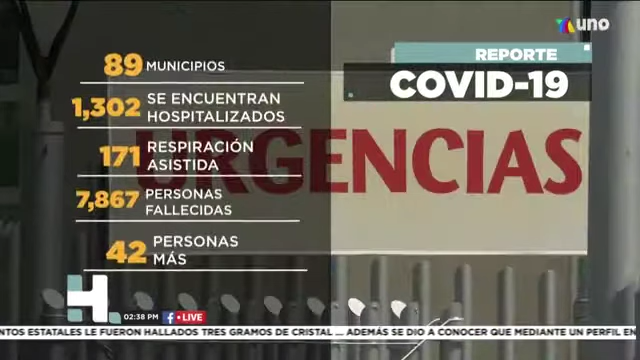 uno
REPORTE
COVID-19
89 MUNICIPIOS
1,302 SE ENCUENTRAN
HOSPITALIZADOS
171 RESPIRACIÓN
ASISTIDA
7,867 PERSONAS
FALLECIDAS
42 PERSONAS
MÁS
URGENCIAS
H
02:38 PM LIVE
NTOS ESTATALES LE FUERON HALLADOS TRES GRAMOS DE CRISTAL ... ADEMÁS SE DIO A CONOCER QUE MEDIANTE UN PERFIL EN